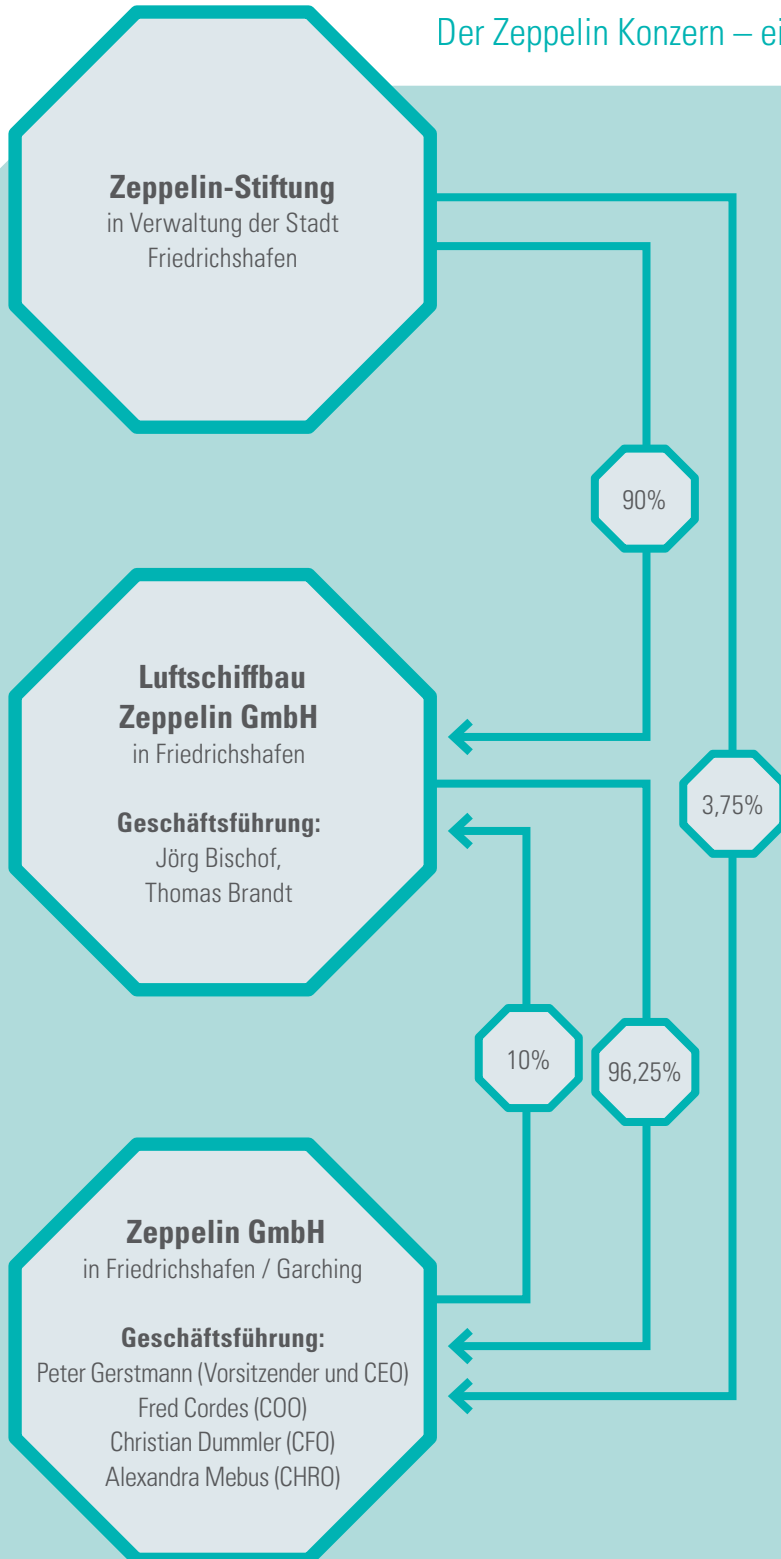 Der Zeppelin Konzern – ei
Zeppelin-Stiftung
in Verwaltung der Stadt
Friedrichshafen
90%
Luftschiffbau
Zeppelin GmbH
in Friedrichshafen
Geschäftsführung:
Jörg Bischof,
Thomas Brandt
3,75%
10%
96,25%
Zeppelin GmbH
in Friedrichshafen / Garching
Geschäftsführung:
Peter Gerstmann (Vorsitzender und CEO)
Fred Cordes (COO)
Christian Dummler (CFO)
Alexandra Mebus (CHRO)